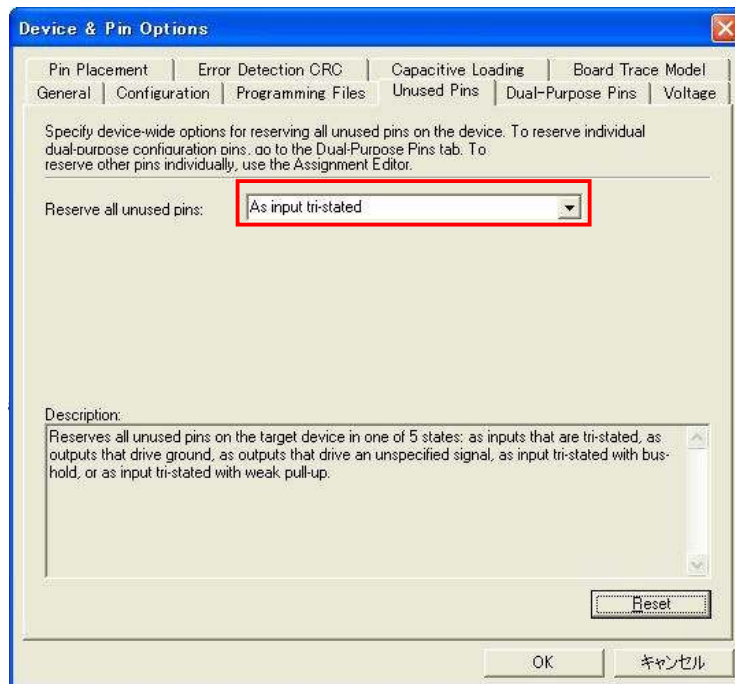 Device & Pin Options
Pin Placement
Error Detection CRC
Capacitive Loading
Board Trace Model
General
Configuration
Programming Files
Unused Pins
Dual-Purpose Pins
Voltage
Specify device-wide options for reserving all unused pins on the device. To reserve individual
dual-purpose configuration pins, go to the Dual-Purpose Pins tab. To
reserve other pins individually, use the Assignment Editor.
Reserve all unused pins:
As input tri-stated
Description:
Reserves all unused pins on the target device in one of 5 states: as inputs that are tri-stated, as
outputs that drive ground, as outputs that drive an unspecified signal, as input tri-stated with bus-
hold, or as input tri-stated with weak pull-up.
Reset
OK
キャンセル